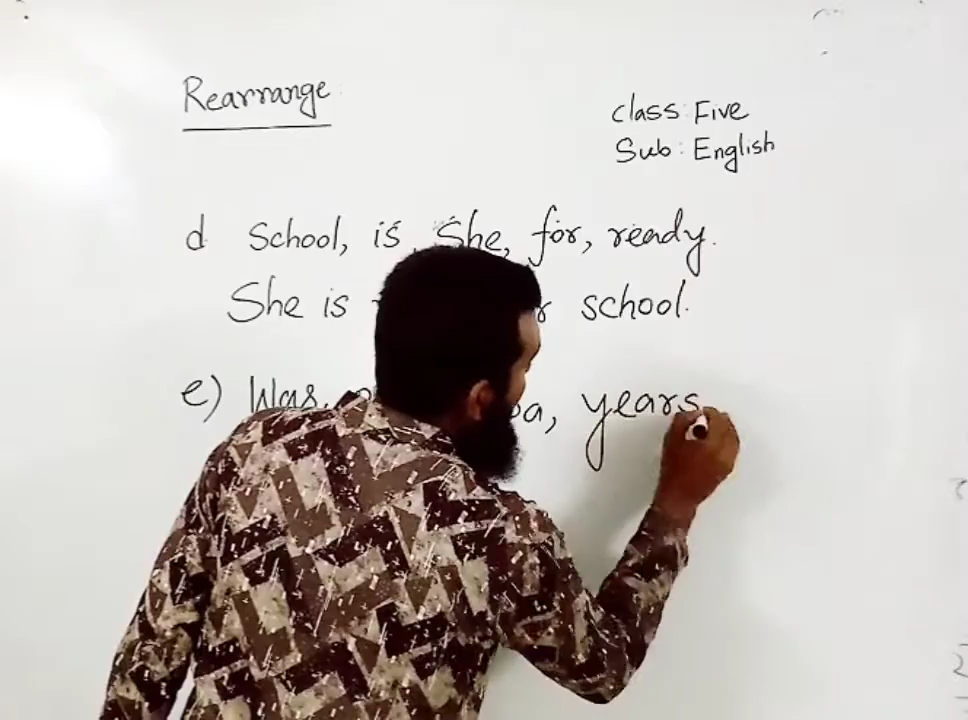 Rearrange
class: Five
Sub: English
d School, is, She, for, ready.
She is school.
e) Was, years,